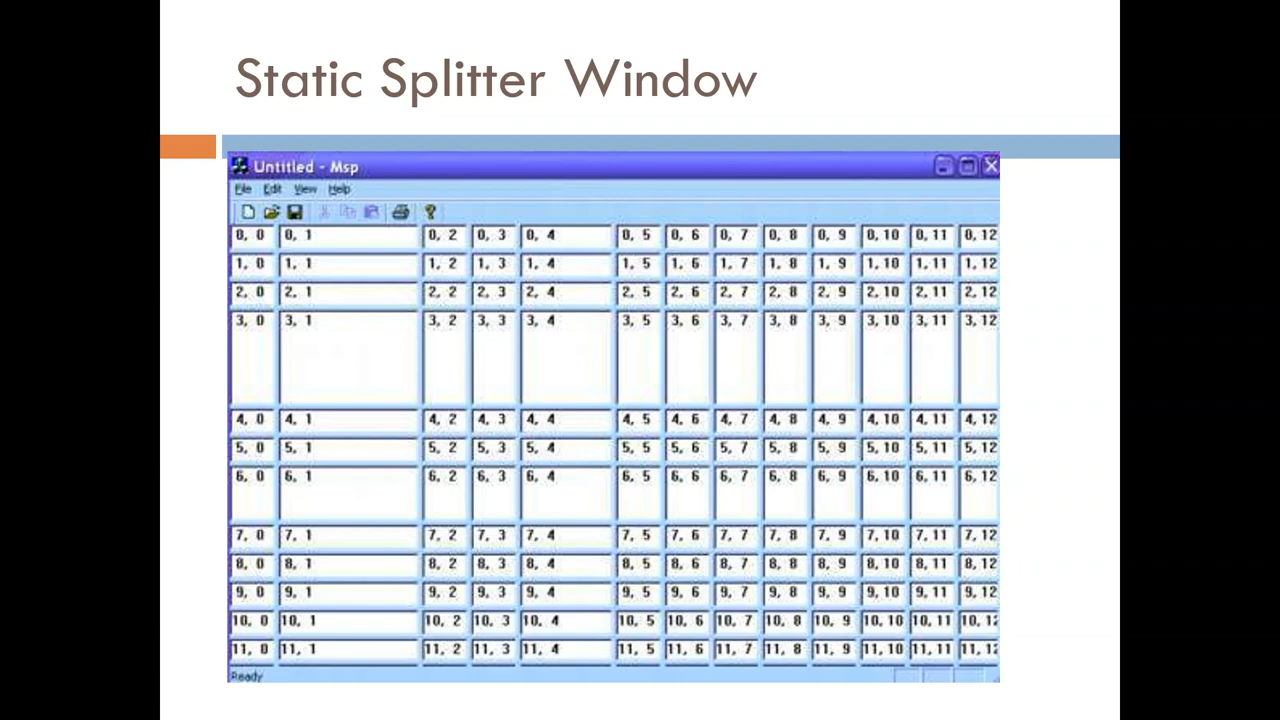 Static Splitter Window
Untitled - Msp
File Edit View Help
0, 0 0, 1 0, 2 0, 3 0, 4 0, 5 0, 6 0, 7 0, 8 0, 9 0, 10 0, 11 0, 12
1, 0 1, 1 1, 2 1, 3 1, 4 1, 5 1, 6 1, 7 1, 8 1, 9 1, 10 1, 11 1, 12
2, 0 2, 1 2, 2 2, 3 2, 4 2, 5 2, 6 2, 7 2, 8 2, 9 2, 10 2, 11 2, 12
3, 0 3, 1 3, 2 3, 3 3, 4 3, 5 3, 6 3, 7 3, 8 3, 9 3, 10 3, 11 3, 12
4, 0 4, 1 4, 2 4, 3 4, 4 4, 5 4, 6 4, 7 4, 8 4, 9 4, 10 4, 11 4, 12
5, 0 5, 1 5, 2 5, 3 5, 4 5, 5 5, 6 5, 7 5, 8 5, 9 5, 10 5, 11 5, 12
6, 0 6, 1 6, 2 6, 3 6, 4 6, 5 6, 6 6, 7 6, 8 6, 9 6, 10 6, 11 6, 12
7, 0 7, 1 7, 2 7, 3 7, 4 7, 5 7, 6 7, 7 7, 8 7, 9 7, 10 7, 11 7, 12
8, 0 8, 1 8, 2 8, 3 8, 4 8, 5 8, 6 8, 7 8, 8 8, 9 8, 10 8, 11 8, 12
9, 0 9, 1 9, 2 9, 3 9, 4 9, 5 9, 6 9, 7 9, 8 9, 9 9, 10 9, 11 9, 12
10, 0 10, 1 10, 2 10, 3 10, 4 10, 5 10, 6 10, 7 10, 8 10, 9 10, 10 10, 11 10, 12
11, 0 11, 1 11, 2 11, 3 11, 4 11, 5 11, 6 11, 7 11, 8 11, 9 11, 10 11, 11 11, 12
Ready